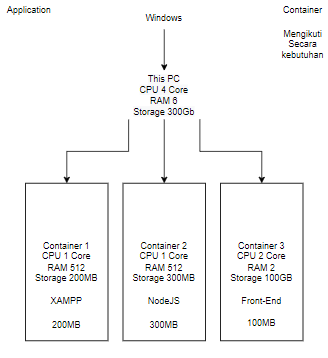 Application
Windows
Container
Mengikuti
Secara
kebutuhan
This PC
CPU 4 Core
RAM 6
Storage 300Gb
Container 1
CPU 1 Core
RAM 512
Storage 200MB
XAMPP
200MB
Container 2
CPU 1 Core
RAM 512
Storage 300MB
NodeJS
300MB
Container 3
CPU 2 Core
RAM 2
Storage 100GB
Front-End
100MB